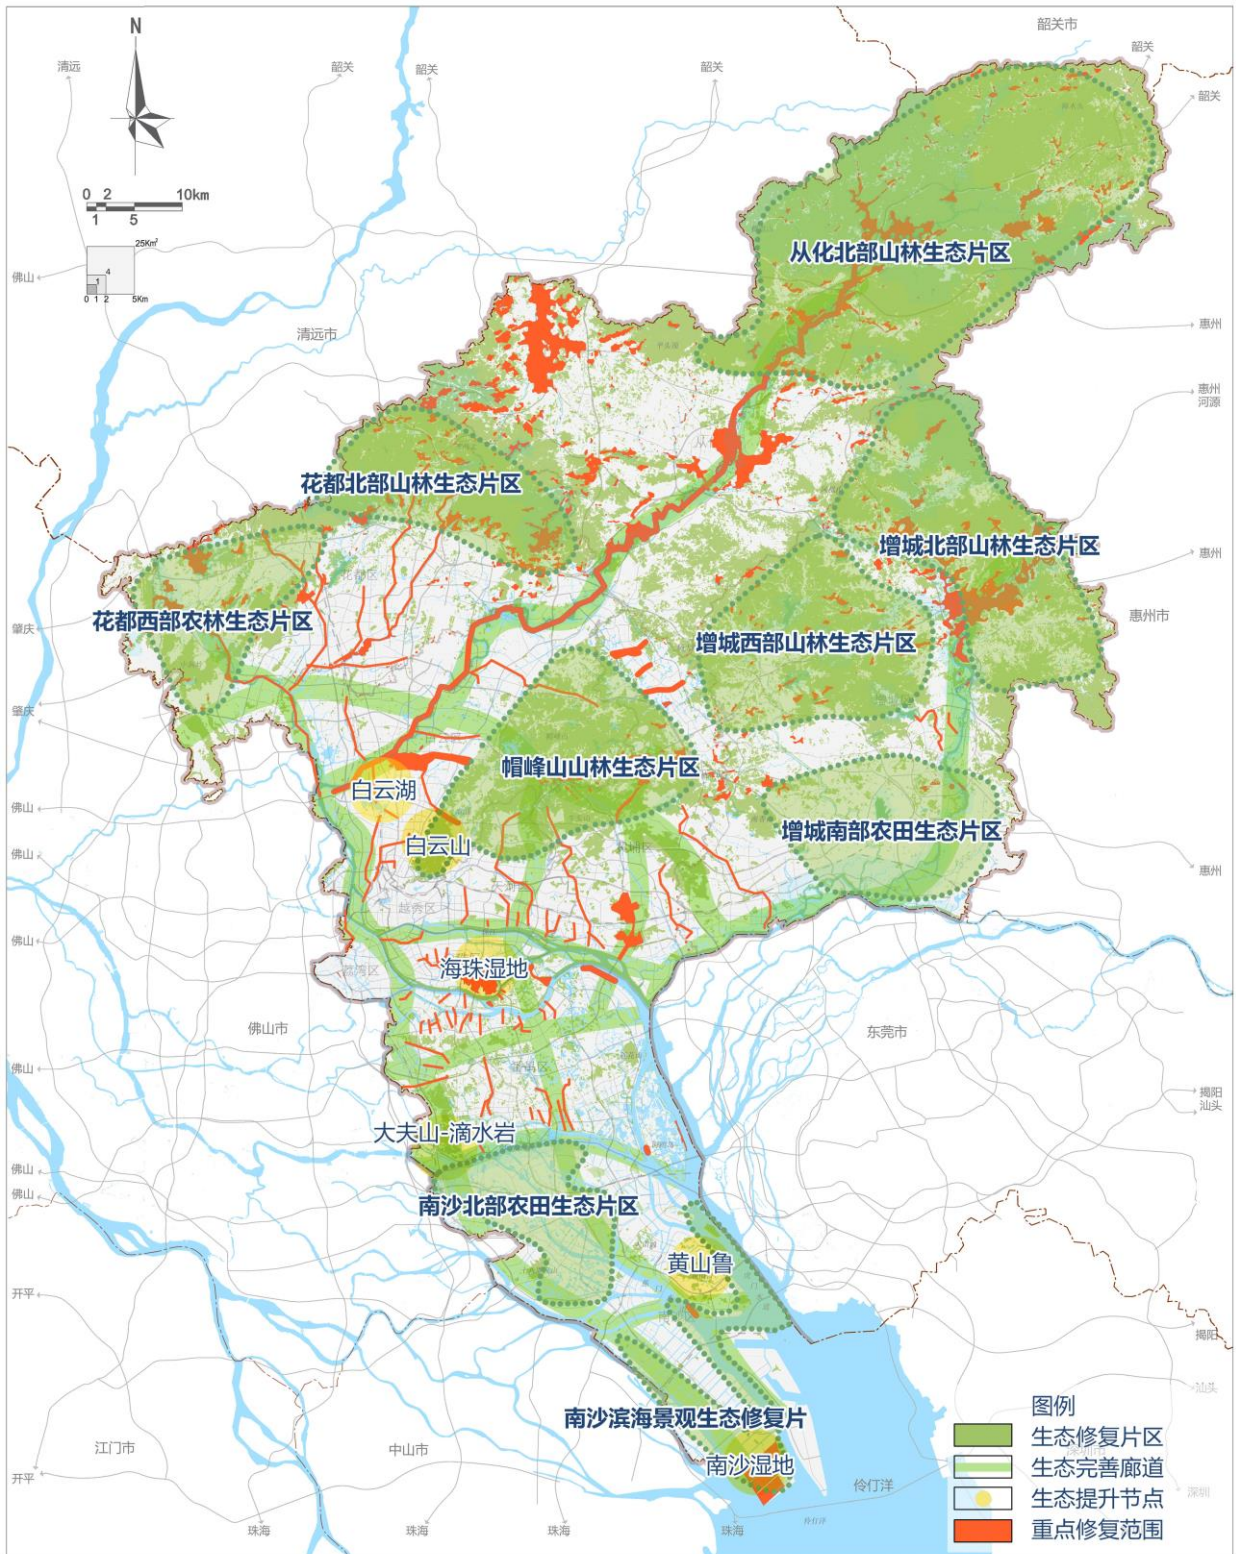 韶关市
N
清远
韶关
韶关
韶关
韶关
韶关
0 2 10km
1 5
25Km²
4
1
0 1 2 5Km
佛山
清远市
从化北部山林生态片区
惠州
惠州
河源
花都北部山林生态片区
增城北部山林生态片区
惠州
花都西部农林生态片区
肇庆
惠州市
增城西部山林生态片区
肇庆
帽峰山山林生态片区
白云湖
佛山
增城南部农田生态片区
白云山
佛山
惠州
越秀区
佛山
海珠湿地
荔湾区
佛山市
东莞市
佛山
揭阳
汕头
大夫山-滴水岩
佛山
佛山
南沙北部农田生态片区
黄山鲁
开平
揭阳
汕头
图例
南沙滨海景观生态修复片
生态修复片区
江门市
中山市
深圳市
南沙湿地
生态完善廊道
开平
伶仃洋
深圳
生态提升节点
珠海
珠海
珠海
珠海
伶仃洋
重点修复范围